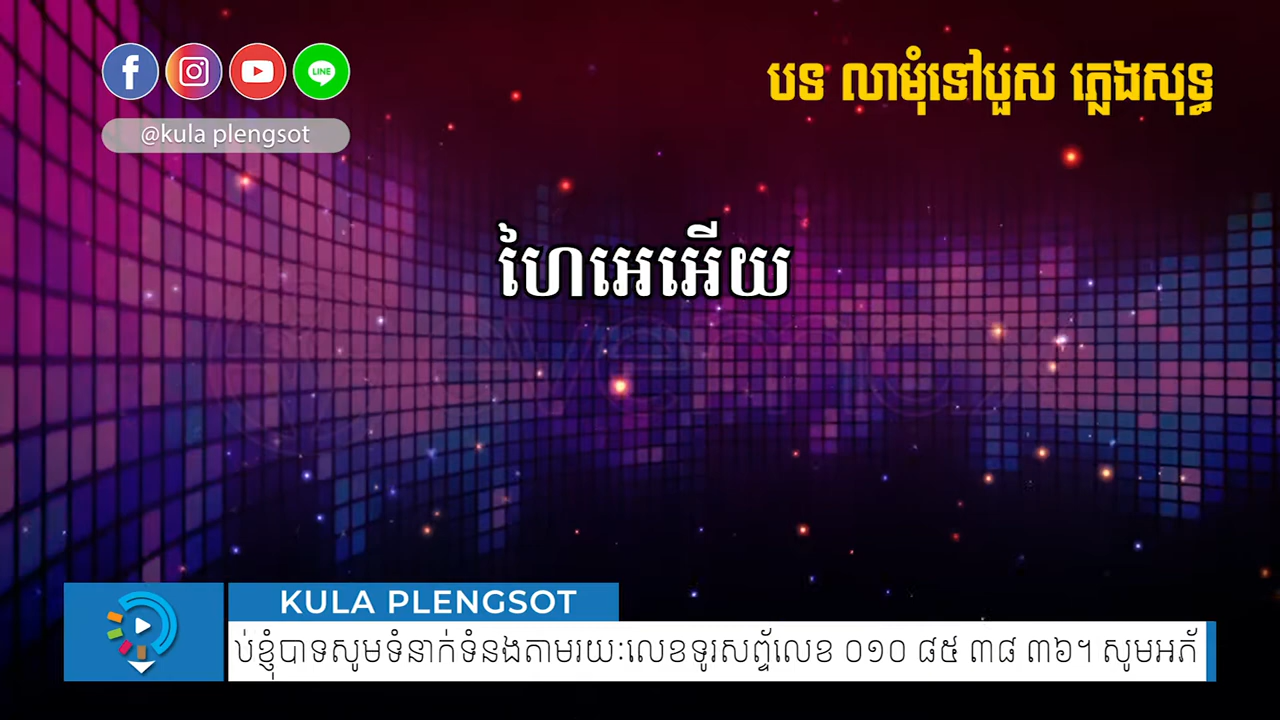 LINE
@kula plengsot
បទ លាមុំទៅបួស ភ្លេងសុទ្ធ
ហៃអេអើយ
KULA PLENGSOT
ប់ខ្ញុំបាទសូមទំនាក់ទំនងតាមរយៈលេខទូរសព្ទ័លេខ ០១០ ៨៥ ៣៨ ៣៦។ សូមអភ័